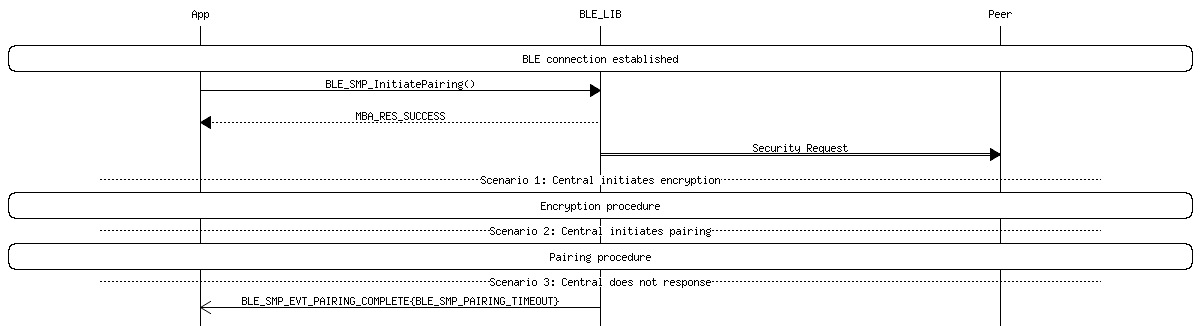 App BLE_LIB Peer
BLE connection established
BLE_SMP_InitiatePairing()
MBA_RES_SUCCESS
Security Request
Scenario 1: Central initiates encryption
Encryption procedure
Scenario 2: Central initiates pairing
Pairing procedure
Scenario 3: Central does not response
BLE_SMP_EVT_PAIRING_COMPLETE{BLE_SMP_PAIRING_TIMEOUT}